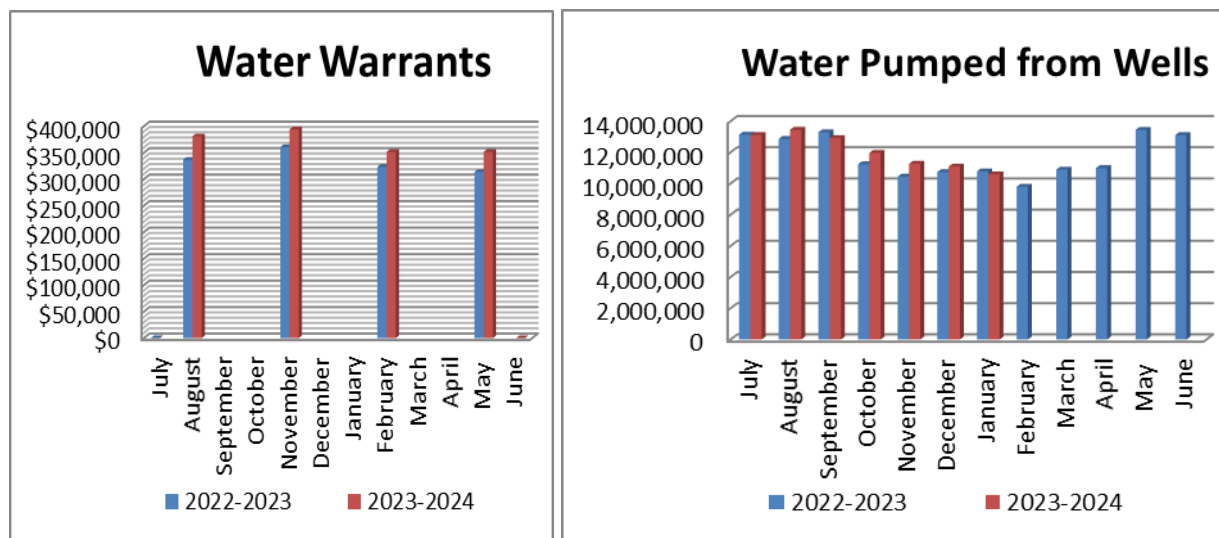 Water Warrants
$400,000
$350,000
$300,000
$250,000
$200,000
$150,000
$100,000
$50,000
$0
July
August
September
October
November
December
January
February
March
April
May
June
2022-2023 2023-2024
Water Pumped from Wells
14,000,000
12,000,000
10,000,000
8,000,000
6,000,000
4,000,000
2,000,000
0
July
August
September
October
November
December
January
February
March
April
May
June
2022-2023 2023-2024